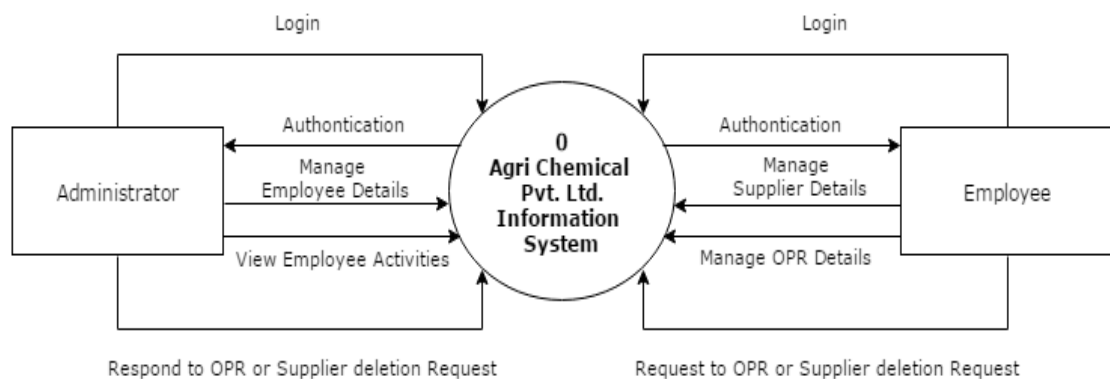 Login
Login
Authontication
Authontication
Manage
Employee Details
Manage
Supplier Details
Administrator
0
Agri Chemical
Pvt. Ltd.
Information
System
Employee
View Employee Activities
Manage OPR Details
Respond to OPR or Supplier deletion Request
Request to OPR or Supplier deletion Request